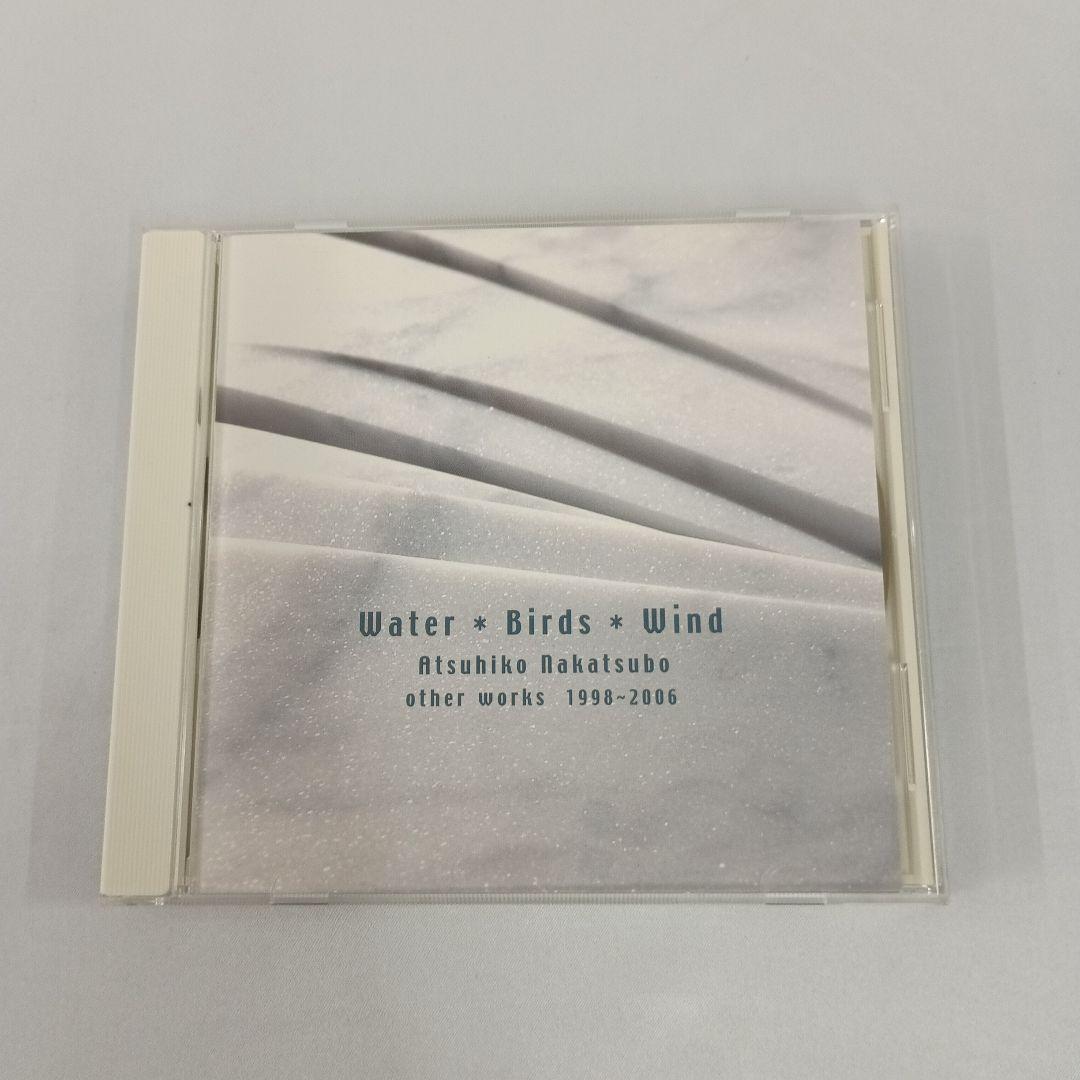 Water * Birds * Wind
Atsuhiko Nakatsubo
other works 1998~2006